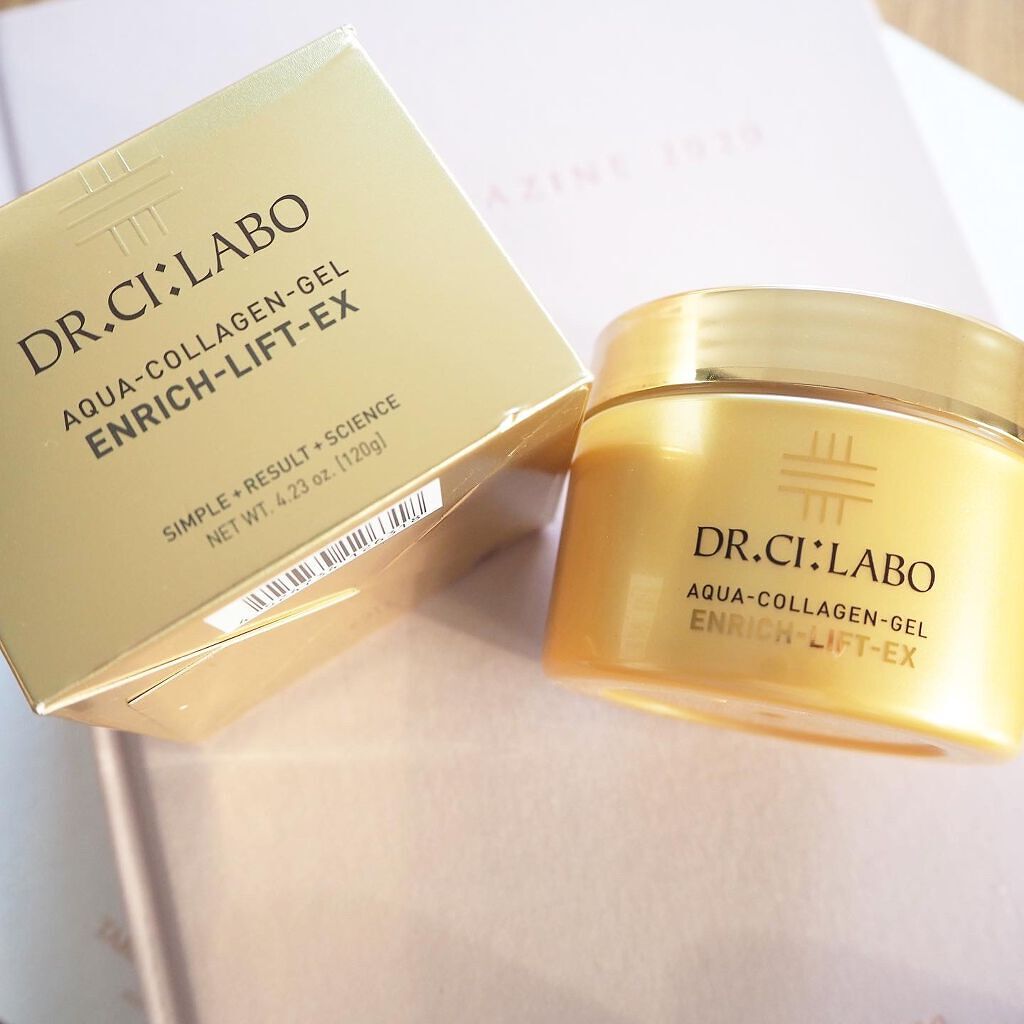 DR.CI:LABO
AQUA-COLLAGEN-GEL
ENRICH-LIFT-EX
SIMPLE+RESULT+SCIENCE
NET WT. 4.23 oz. [120g]
AZINE
DR.CI:LABO
AQUA-COLLAGEN-GEL
ENRICH-LIFT-EX